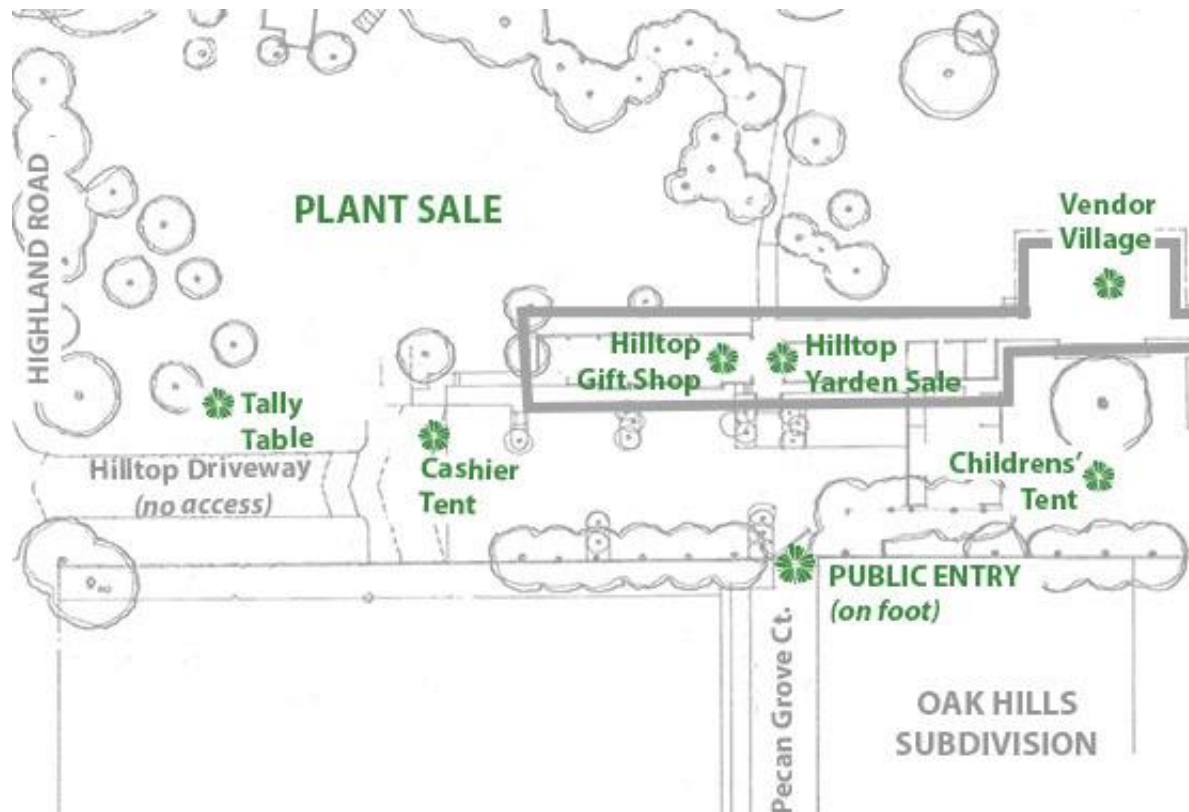 HIGHLAND ROAD
PLANT SALE
Vendor
Village
Hilltop
Gift Shop
Hilltop
Yarden Sale
Tally
Table
Hilltop Driveway
(no access)
Cashier
Tent
Childrens'
Tent
PUBLIC ENTRY
(on foot)
Pecan Grove Ct.
OAK HILLS
SUBDIVISION